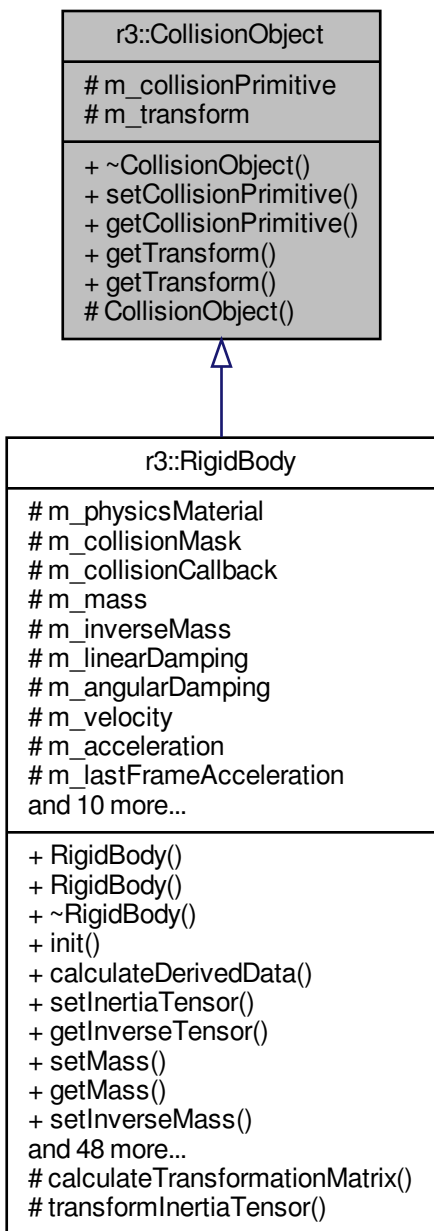 r3::CollisionObject
# m_collisionPrimitive
# m_transform
+ ~CollisionObject()
+ setCollisionPrimitive()
+ getCollisionPrimitive()
+ getTransform()
+ getTransform()
# CollisionObject()
r3::RigidBody
# m_physicsMaterial
# m_collisionMask
# m_collisionCallback
# m_mass
# m_inverseMass
# m_linearDamping
# m_angularDamping
# m_velocity
# m_acceleration
# m_lastFrameAcceleration
and 10 more...
+ RigidBody()
+ RigidBody()
+ ~RigidBody()
+ init()
+ calculateDerivedData()
+ setInertiaTensor()
+ getInverseTensor()
+ setMass()
+ getMass()
+ setInverseMass()
and 48 more...
# calculateTransformationMatrix()
# transformInertiaTensor()